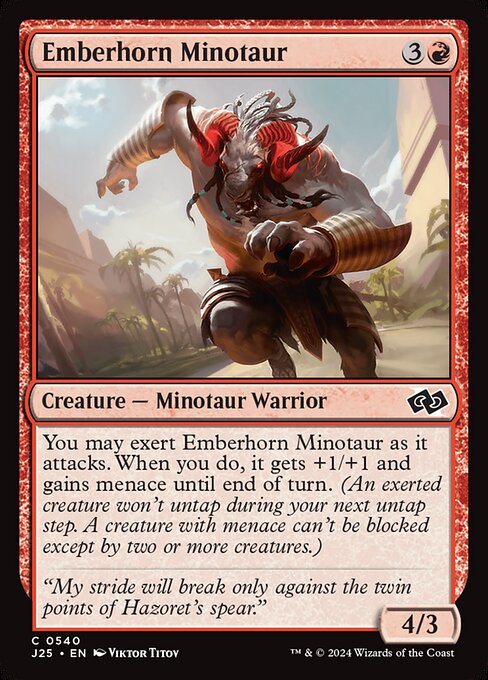 Emberhorn Minotaur 3
Creature — Minotaur Warrior
You may exert Emberhorn Minotaur as it
attacks. When you do, it gets +1/+1 and
gains menace until end of turn. (An exerted
creature won't untap during your next untap
step. A creature with menace can't be blocked
except by two or more creatures.)
"My stride will break only against the twin
points of Hazoret's spear."
4/3
C 0540
J25 • EN Viktor Titov
™ & © 2024 Wizards of the Coast